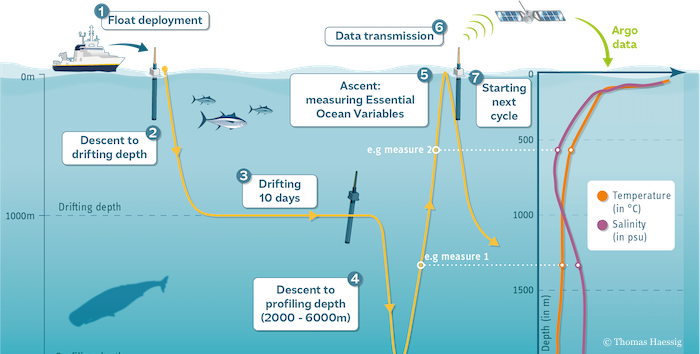 1
Float deployment
6
Data transmission
Argo
data
0m
2
Descent to
drifting depth
5
Ascent:
measuring Essential
Ocean Variables
7
Starting
next
cycle
0
e.g measure 2
500
3
Drifting
10 days
Drifting depth
1000m
Temperature
(in °C)
Salinity
(in psu)
1000
e.g measure 1
4
Descent to
profiling depth
(2000 - 6000m)
1500
Depth (in m)
© Thomas Haessig